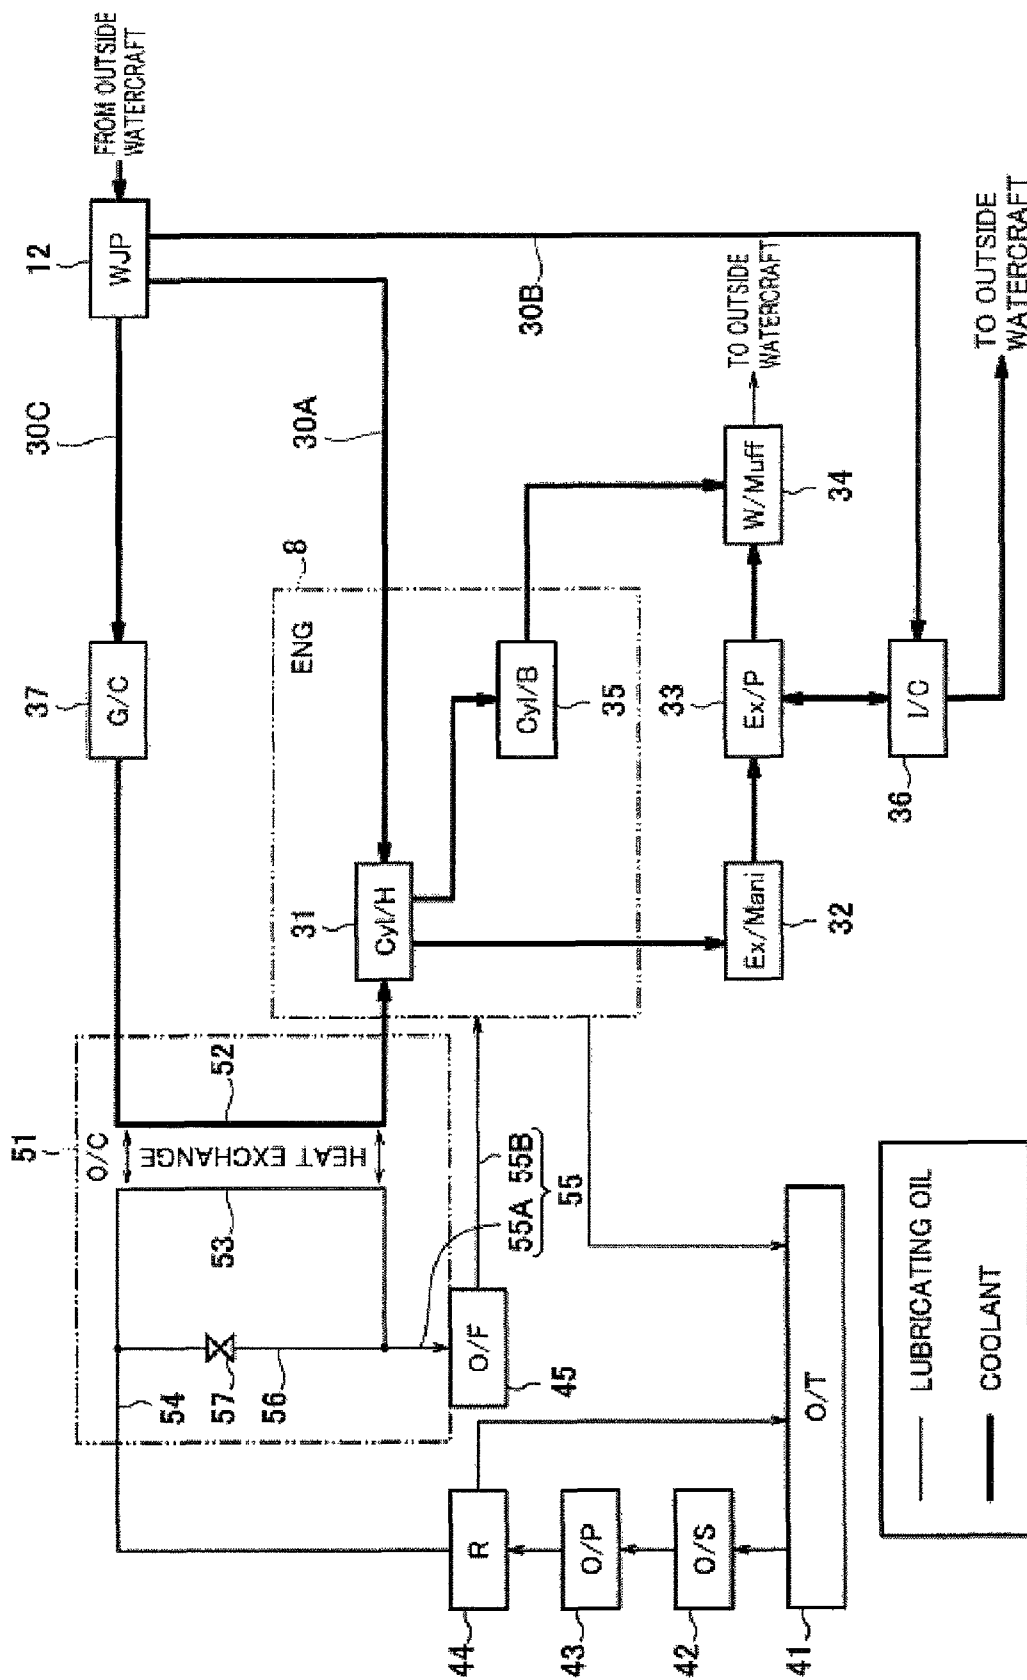 FROM OUTSIDE
WATERCRAFT
12
WJP
30C
30A
30B
37
G/C
8
ENG
31
Cyl/H
Cyl/B
35
TO OUTSIDE
WATERCRAFT
W/Muff
34
33
Ex/P
Ex/Mani
32
36
I/C
TO OUTSIDE
WATERCRAFT
51
O/C
52
HEAT EXCHANGE
53
54
57
56
55A 55B
55
O/F
45
44
R
43
O/P
42
O/S
41
O/T
LUBRICATING OIL
COOLANT